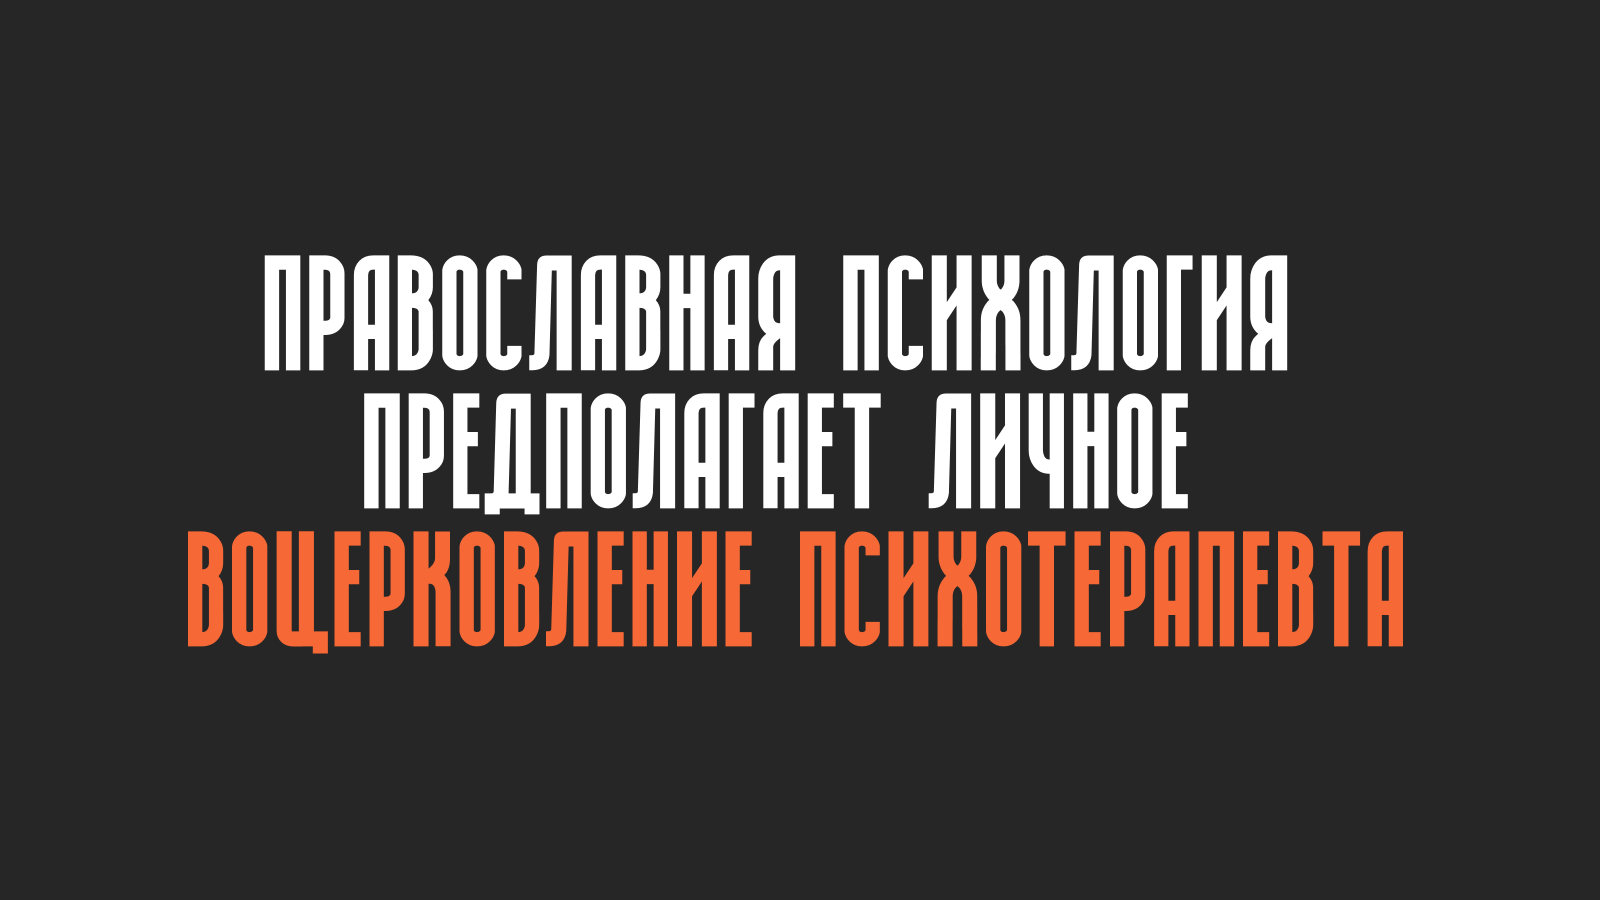 ПРАВОСЛАВНАЯ ПСИХОЛОГИЯ
ПРЕДПОЛАГАЕТ ЛИЧНОЕ
ВОЦЕРКОВЛЕНИЕ ПСИХОТЕРАПЕВТА